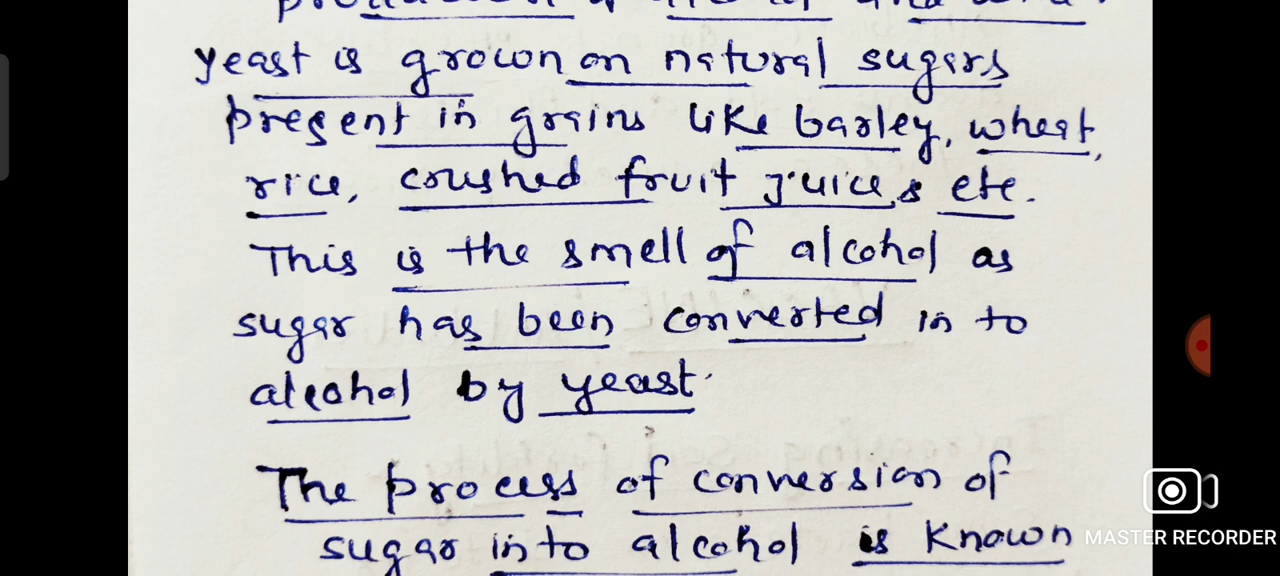 yeast is grown on natural sugars
present in grains like barley, wheat,
rice, crushed fruit juices etc.
This is the smell of alcohol as
sugar has been converted in to
alcohol by yeast.
The process of conversion of
sugar into alcohol is known
MASTER RECORDER